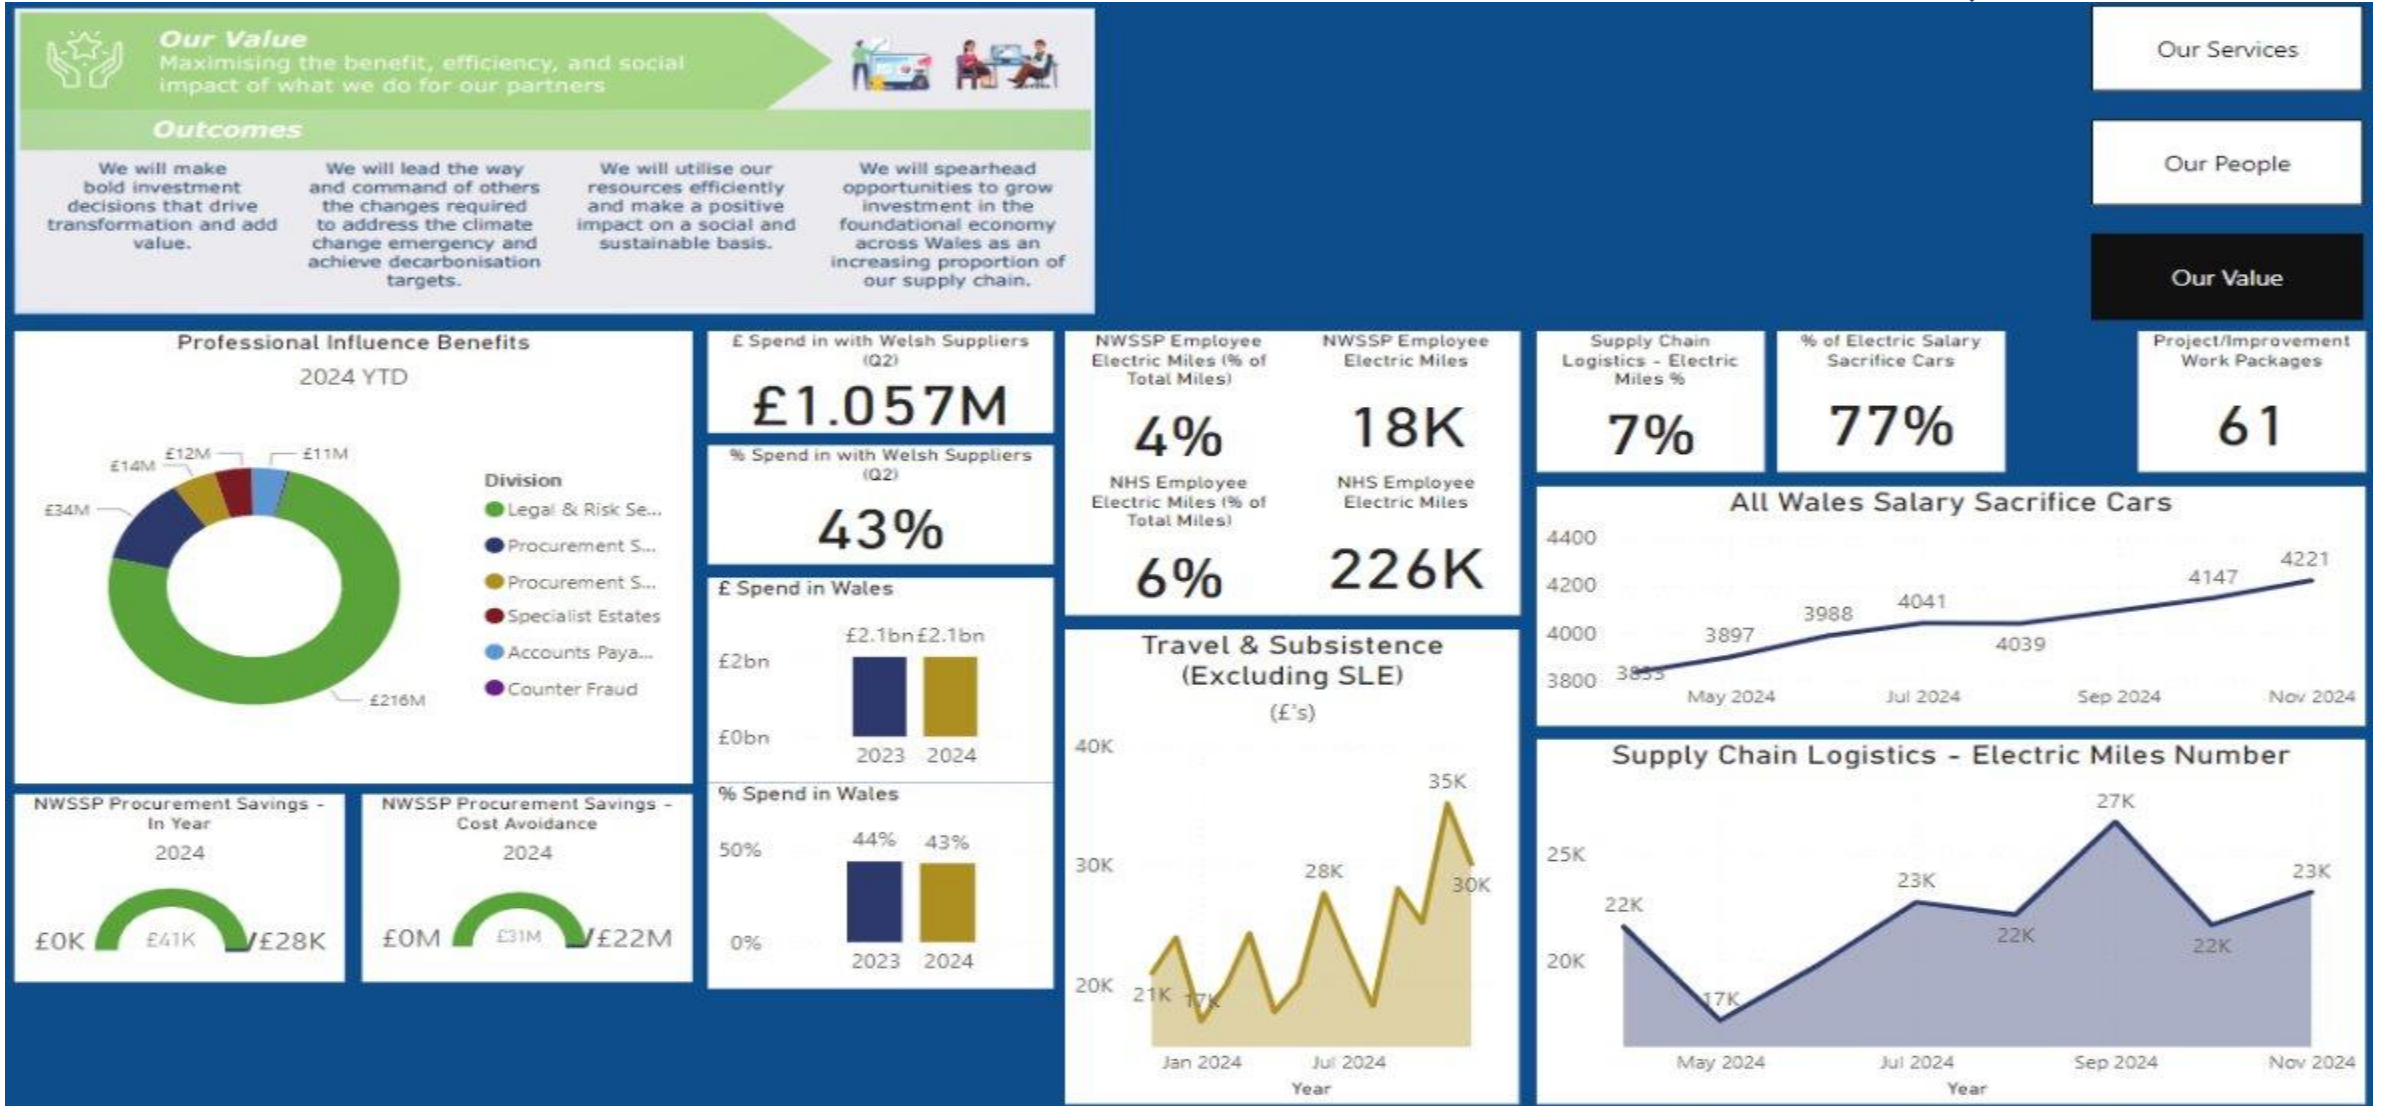 Our Value
Maximising the benefit, efficiency, and social
impact of what we do for our partners
Outcomes
We will make
bold investment
decisions that drive
transformation and add
value.
We will lead the way
and command of others
the changes required
to address the climate
change emergency and
achieve decarbonisation
targets.
We will utilise our
resources efficiently
and make a positive
impact on a social and
sustainable basis.
We will spearhead
opportunities to grow
investment in the
foundational economy
across Wales as an
increasing proportion of
our supply chain.
Our Services
Our People
Our Value
Professional Influence Benefits
2024 YTD
£11M
£12M
£14M
£34M
£216M
Division
Legal & Risk Se...
Procurement S...
Procurement S...
Specialist Estates
Accounts Paya...
Counter Fraud
NWSSP Procurement Savings -
In Year
2024
£0K
£41K
£28K
NWSSP Procurement Savings -
Cost Avoidance
2024
£0M
£31M
£22M
£ Spend in with Welsh Suppliers
(Q2)
£1.057M
% Spend in with Welsh Suppliers
(Q2)
43%
£ Spend in Wales
£2.1bn £2.1bn
£2bn
£0bn
2023 2024
% Spend in Wales
44% 43%
50%
0%
2023 2024
NWSSP Employee
Electric Miles (% of
Total Miles)
4%
NWSSP Employee
Electric Miles
18K
NHS Employee
Electric Miles (% of
Total Miles)
6%
NHS Employee
Electric Miles
226K
Travel & Subsistence
(Excluding SLE)
(£'s)
40K
35K
30K
28K
30K
20K
21K
17K
Jan 2024
Jul 2024
Year
Supply Chain
Logistics - Electric
Miles %
7%
% of Electric Salary
Sacrifice Cars
77%
Project/Improvement
Work Packages
61
All Wales Salary Sacrifice Cars
4400
4200
4000
3800
3897
3988
4041
4039
4147
4221
May 2024
Jul 2024
Sep 2024
Nov 2024
Supply Chain Logistics - Electric Miles Number
25K
20K
22K
17K
23K
22K
27K
22K
23K
May 2024
Jul 2024
Sep 2024
Nov 2024
Year